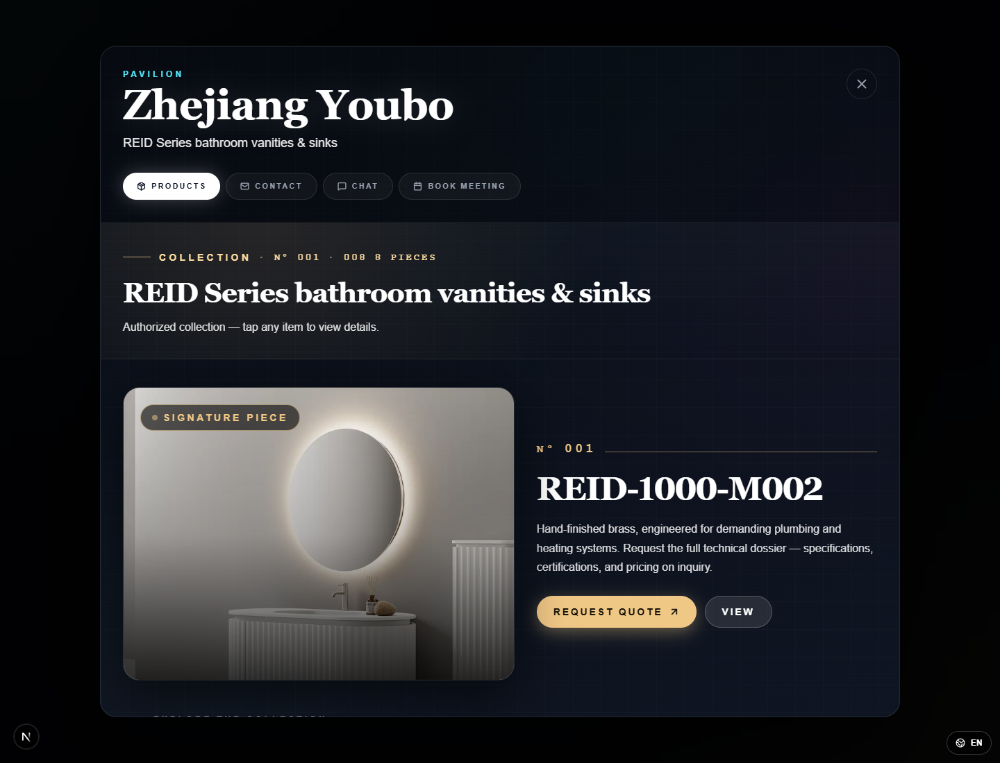 PAVILION
Zhejiang Youbo
REID Series bathroom vanities & sinks
PRODUCTS
CONTACT
CHAT
BOOK MEETING
COLLECTION · N° 001 · 008 8 PIECES
REID Series bathroom vanities & sinks
Authorized collection — tap any item to view details.
SIGNATURE PIECE
N° 001
REID-1000-M002
Hand-finished brass, engineered for demanding plumbing and
heating systems. Request the full technical dossier — specifications,
certifications, and pricing on inquiry.
REQUEST QUOTE
VIEW
N
EN